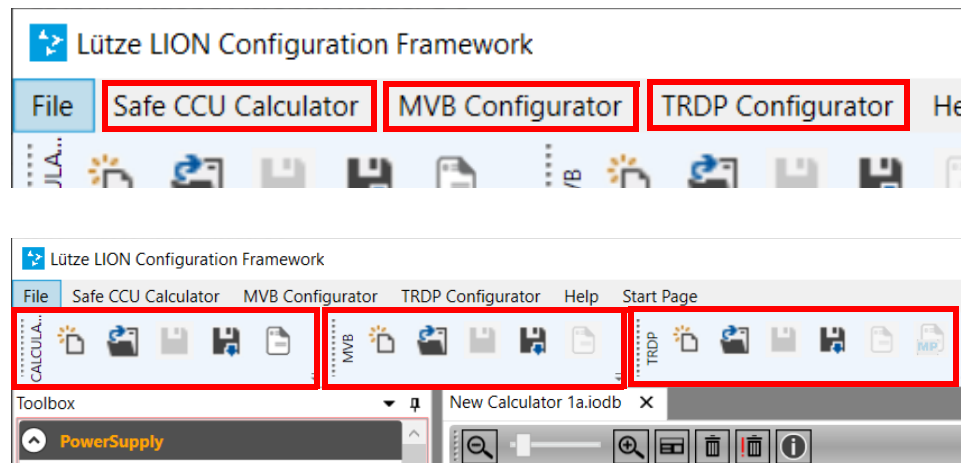 Lütze LION Configuration Framework
File Safe CCU Calculator MVB Configurator TRDP Configurator He
Lütze LION Configuration Framework
File Safe CCU Calculator MVB Configurator TRDP Configurator Help Start Page
CALCULA... MVB TRDP MP
Toolbox New Calculator 1a.iodb
PowerSupply